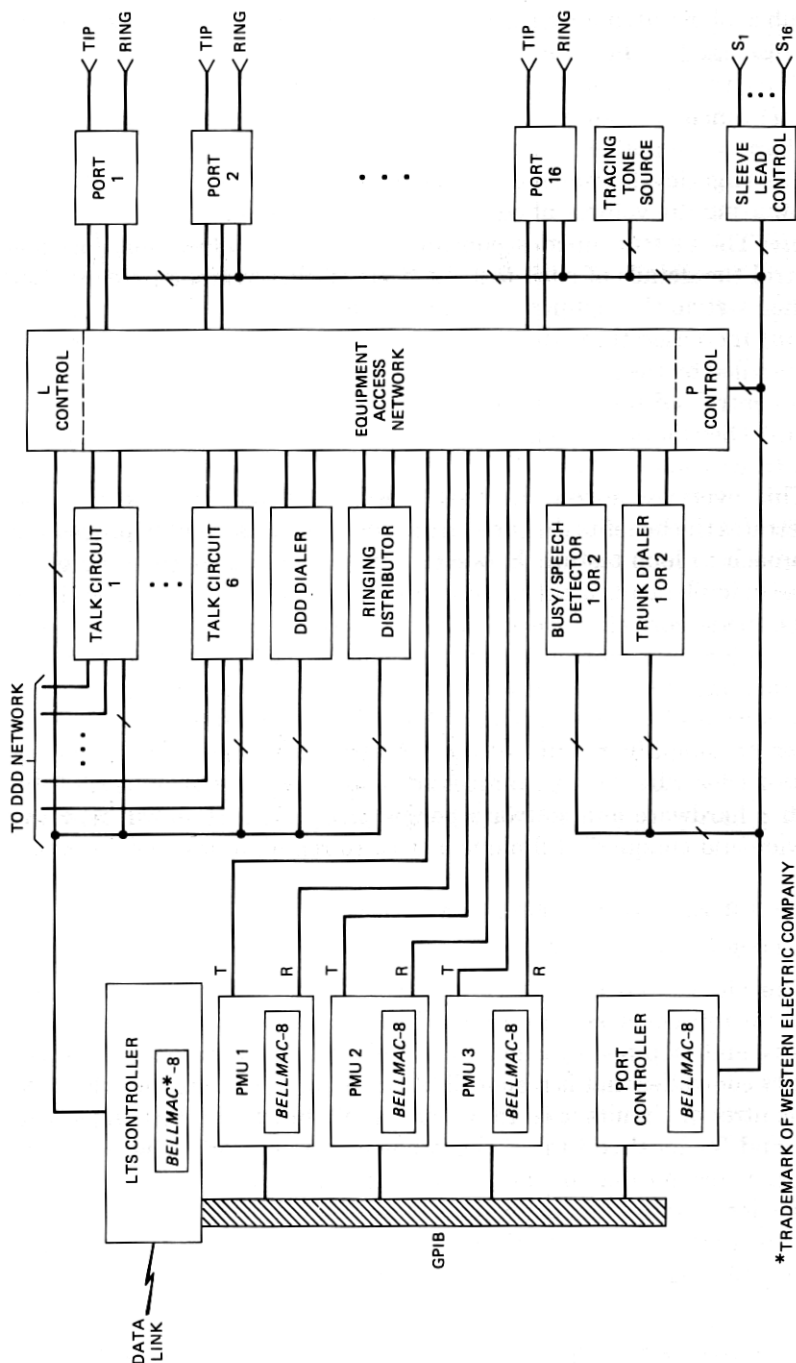 DATA
LINK
LTS CONTROLLER
BELLMAC*-8
PMU 1
BELLMAC-8
T
R
PMU 2
BELLMAC-8
T
R
PMU 3
BELLMAC-8
T
R
PORT
CONTROLLER
BELLMAC-8
GPIB
TO DDD NETWORK
TALK CIRCUIT
1
TALK CIRCUIT
6
DDD DIALER
RINGING
DISTRIBUTOR
BUSY/SPEECH
DETECTOR
1 OR 2
TRUNK DIALER
1 OR 2
L
CONTROL
EQUIPMENT
ACCESS
NETWORK
P
CONTROL
PORT
1
TIP
RING
PORT
2
TIP
RING
PORT
16
TIP
RING
TRACING
TONE
SOURCE
SLEEVE
LEAD
CONTROL
S1
S16
*TRADEMARK OF WESTERN ELECTRIC COMPANY